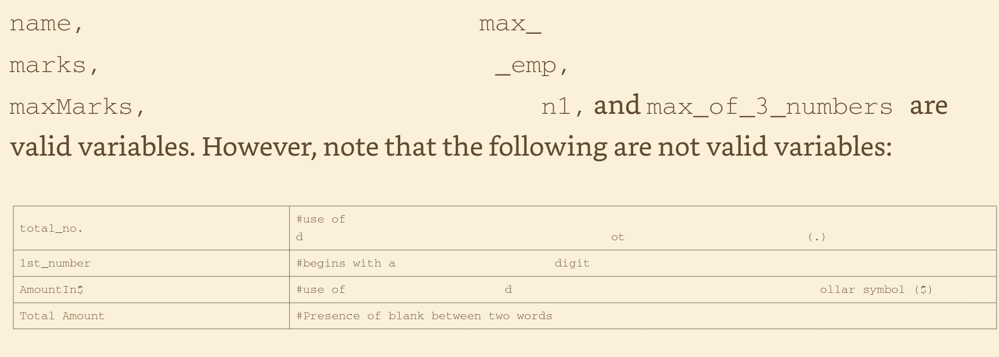 name, max_
marks, _emp,
maxMarks, n1, and max_of_3_numbers are
valid variables. However, note that the following are not valid variables:
total_no. #use of
d ot (.)
1st_number #begins with a digit
AmountIn$ #use of d ollar symbol ($)
Total Amount #Presence of blank between two words